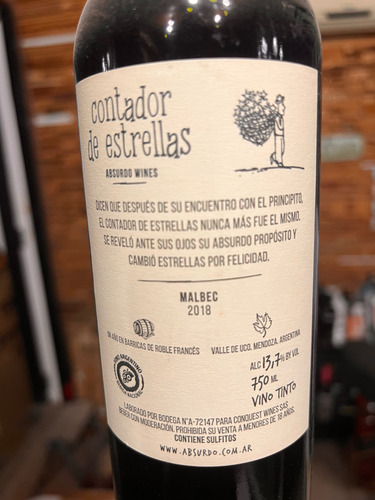 contador
de estrellas
ABSURDO WINES
DICEN QUE DESPUÉS DE SU ENCUENTRO CON EL PRINCIPITO,
EL CONTADOR DE ESTRELLAS NUNCA MÁS FUE EL MISMO.
SE REVELÓ ANTE SUS OJOS SU ABSURDO PROPÓSITO Y
CAMBIÓ ESTRELLAS POR FELICIDAD.
MALBEC
2018
UN AÑO EN BARRICAS DE ROBLE FRANCÉS
VALLE DE UCO, MENDOZA, ARGENTINA
ALC 13,7% BY VOL
750 ML
VINO TINTO
VINO ARGENTINO
LABORADO POR BODEGA N°A-72147 PARA CONQUEST WINES SAS
BEBER CON MODERACIÓN. PROHIBIDA SU VENTA A MENORES DE 18 AÑOS.
CONTIENE SULFITOS
WWW.ABSURDO.COM.AR